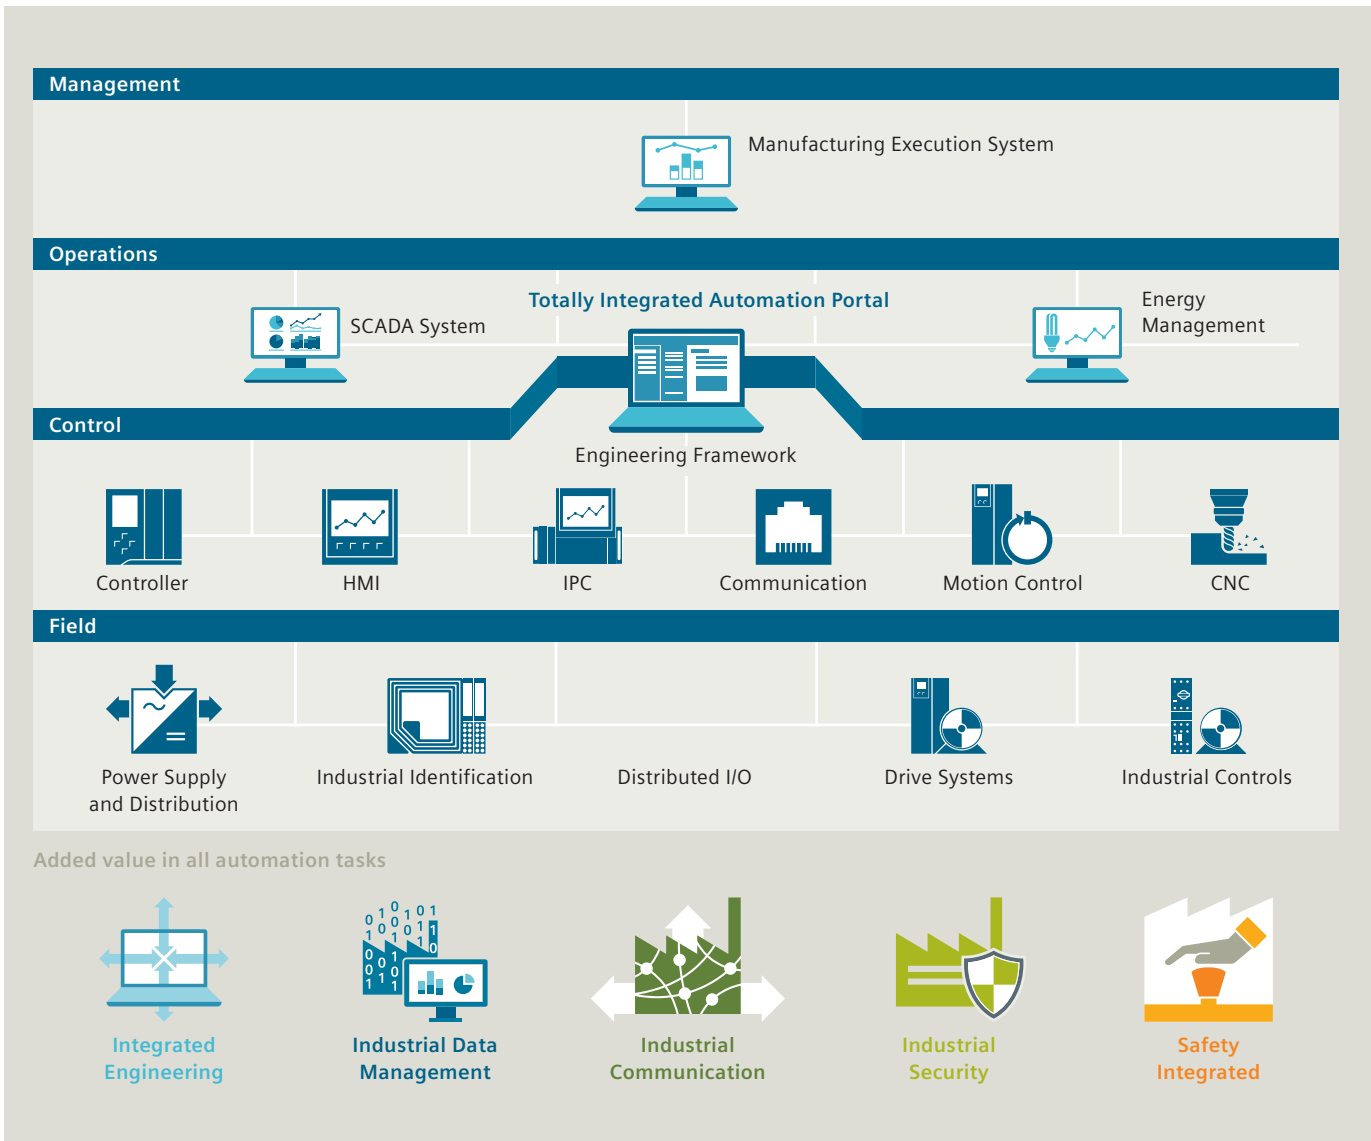 Management
Manufacturing Execution System
Operations
Totally Integrated Automation Portal
SCADA System
Energy
Management
Control
Engineering Framework
Controller
HMI
IPC
Communication
Motion Control
CNC
Field
Power Supply
and Distribution
Industrial Identification
Distributed I/O
Drive Systems
Industrial Controls
Added value in all automation tasks
Integrated
Engineering
Industrial Data
Management
Industrial
Communication
Industrial
Security
Safety
Integrated